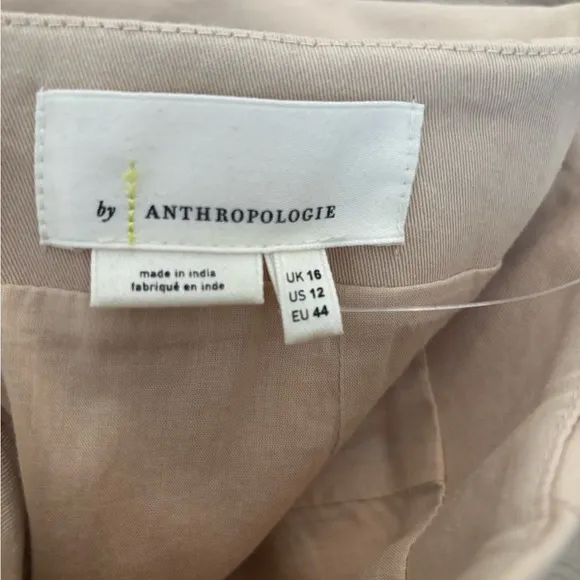 by ANTHROPOLOGIE
made in india
fabriqué en inde
UK 16
US 12
EU 44